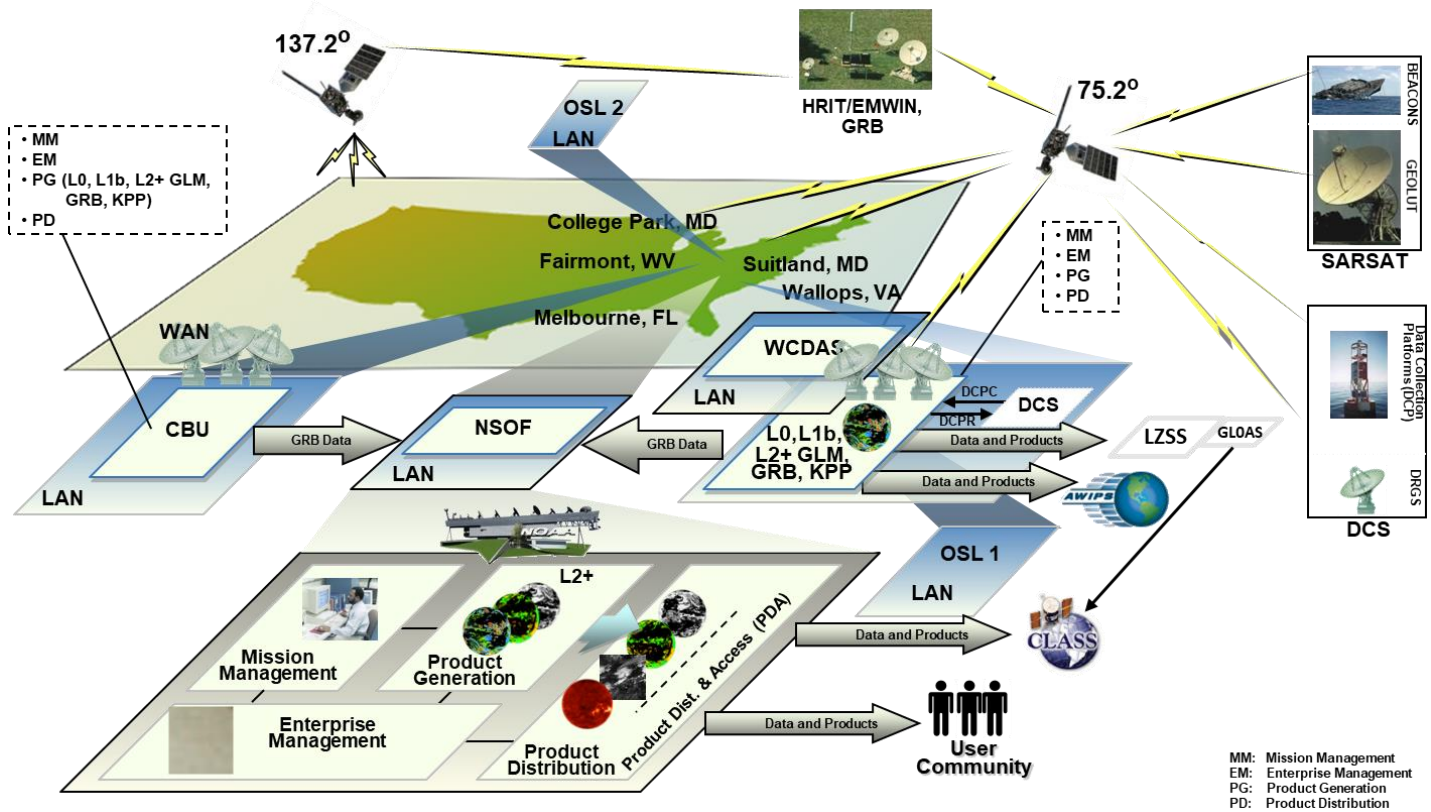 137.2°
75.2°
HRIT/EMWIN,
GRB
BEACONS
GEOLUT
SARSAT
OSL 2
LAN
• MM
• EM
• PG (L0, L1b, L2+ GLM,
GRB, KPP)
• PD
College Park, MD
Fairmont, WV
Suitland, MD
Wallops, VA
Melbourne, FL
• MM
• EM
• PG
• PD
WAN
WCDAS
LAN
CBU
LAN
GRB Data
NSOF
LAN
GRB Data
L0, L1b,
L2+ GLM,
GRB, KPP
DCPC
DCPR
DCS
Data and Products
Data and Products
LZSS
GLOAS
AWIPS
Data Collection
Platforms (DCP)
DRGS
DCS
NOAA
OSL 1
LAN
L2+
Mission
Management
Product
Generation
Enterprise
Management
Product
Distribution
Product Dist. & Access (PDA)
Data and Products
CLASS
Data and Products
User
Community
MM: Mission Management
EM: Enterprise Management
PG: Product Generation
PD: Product Distribution